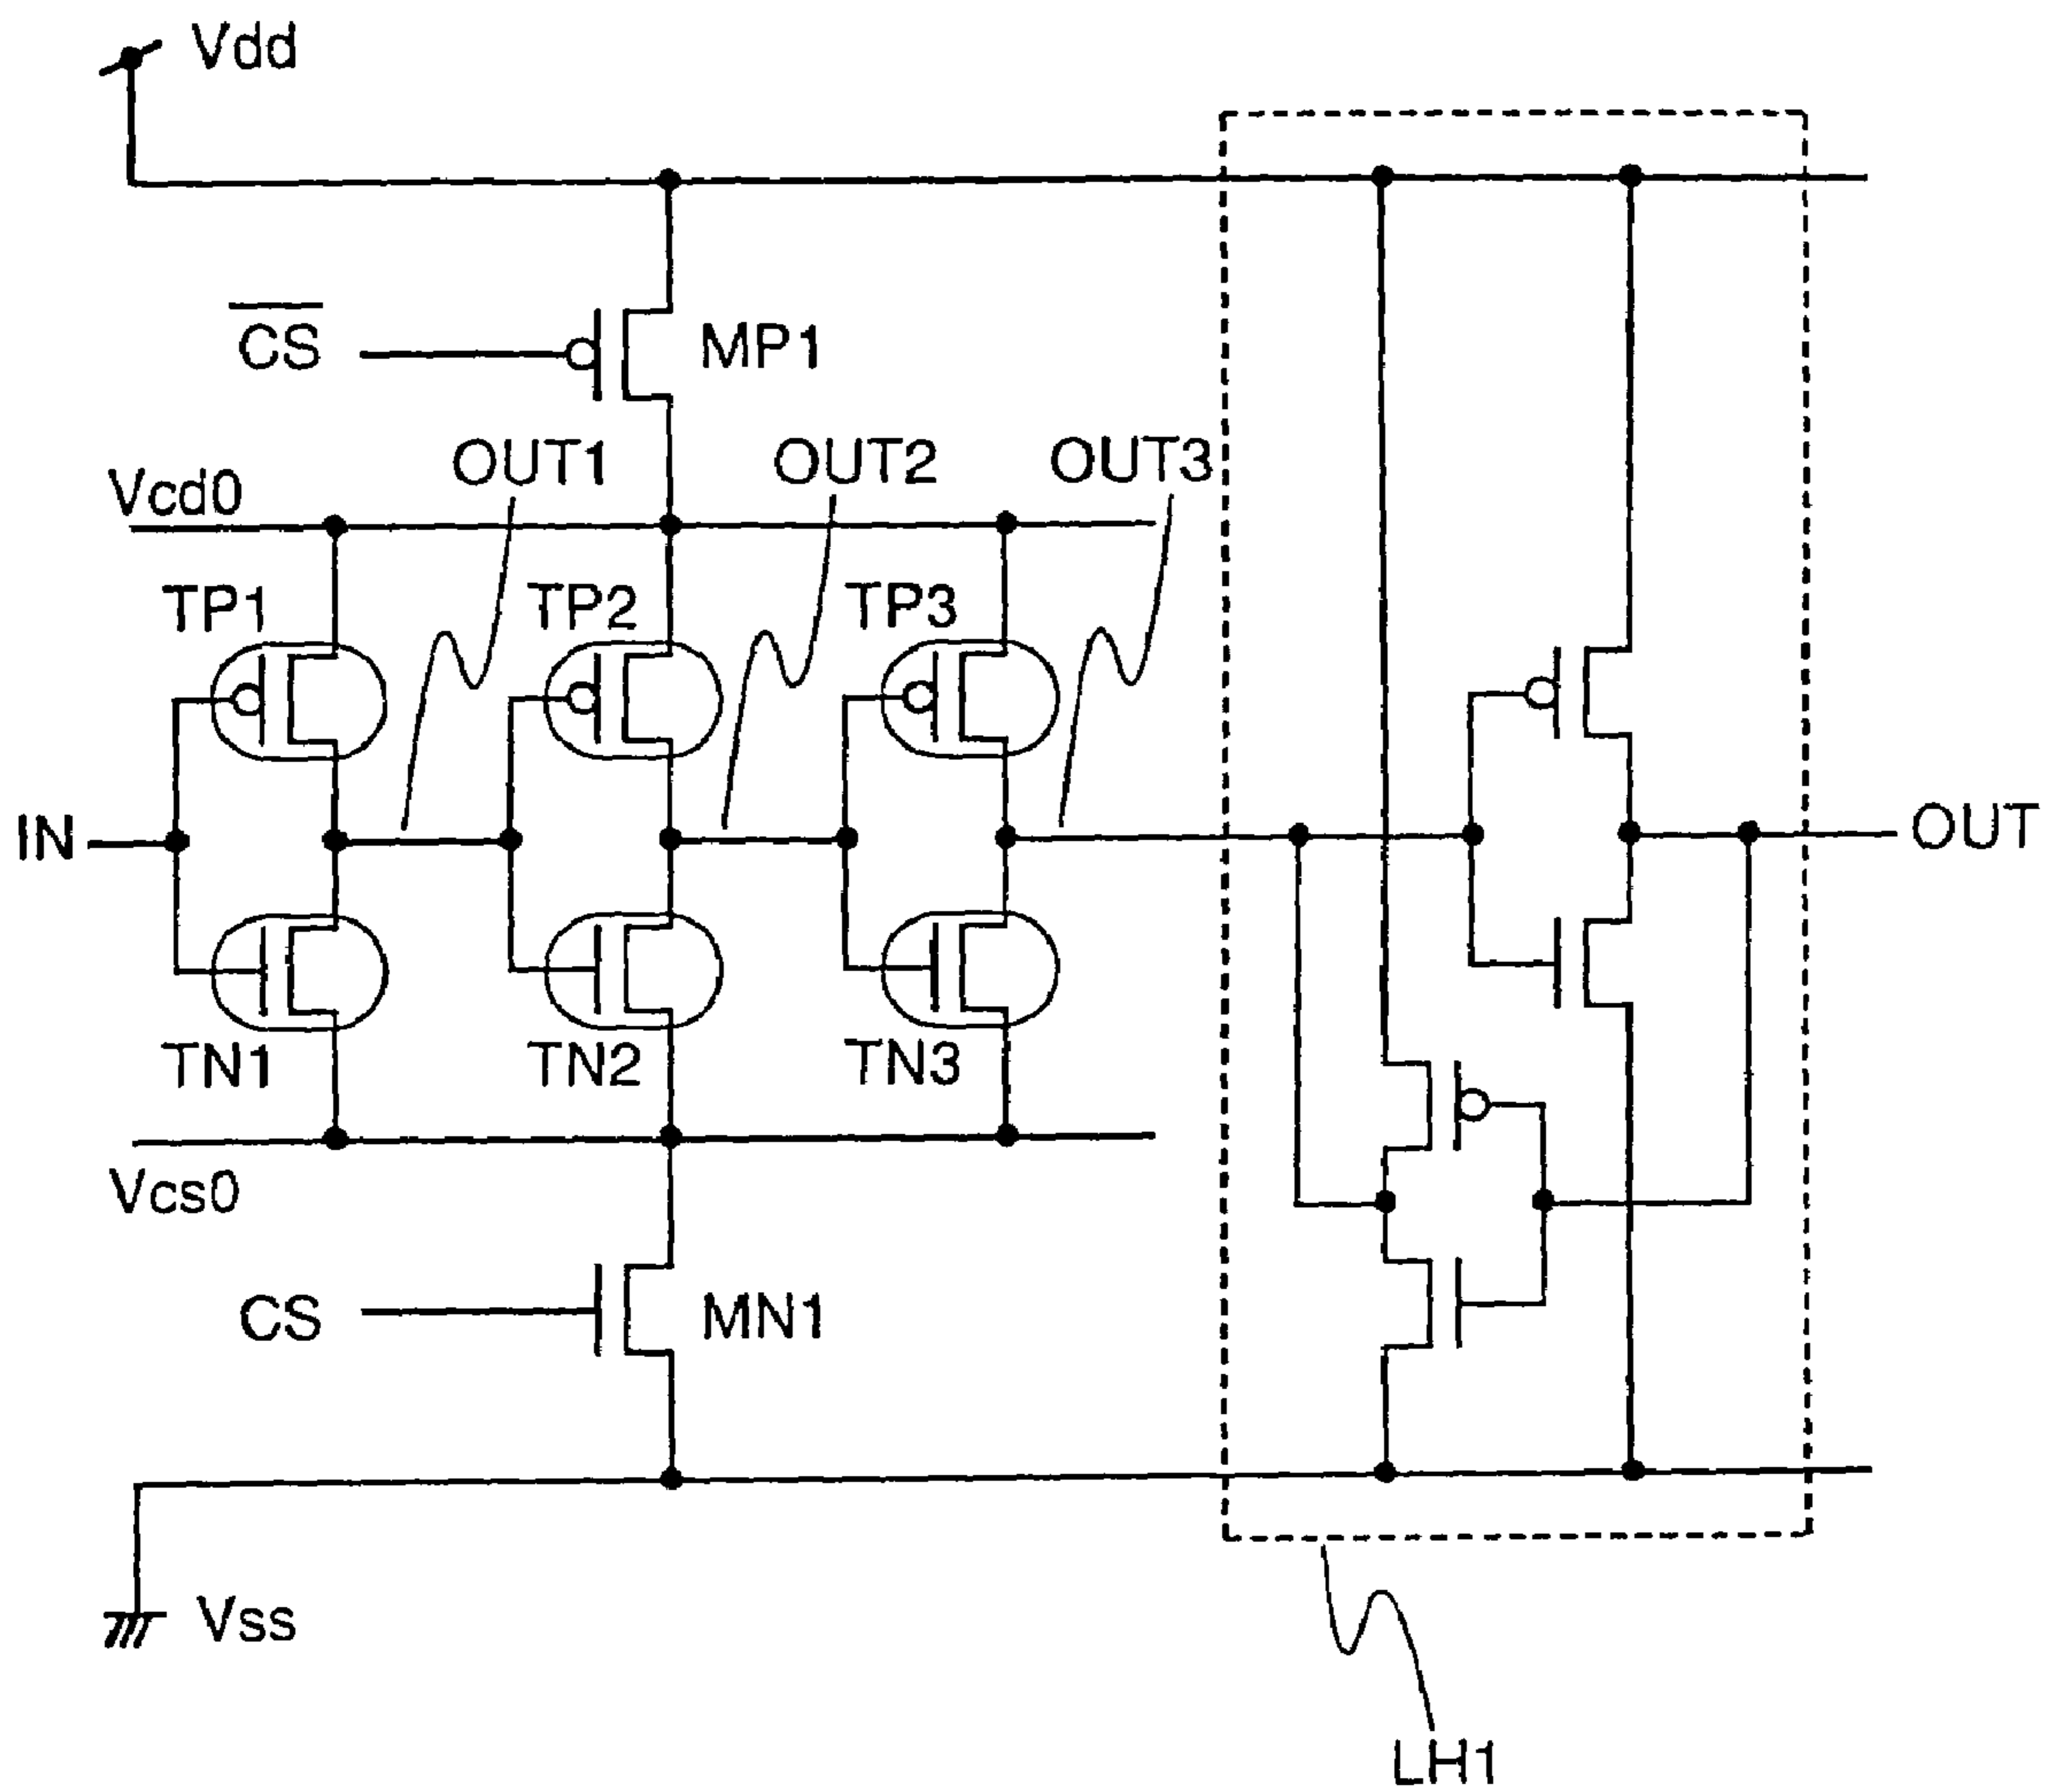 Vdd
C̅S̅
MP1
OUT1
OUT2
OUT3
Vcd0
TP1
TP2
TP3
IN
OUT
TN1
TN2
TN3
Vcs0
CS
MN1
Vss
LH1